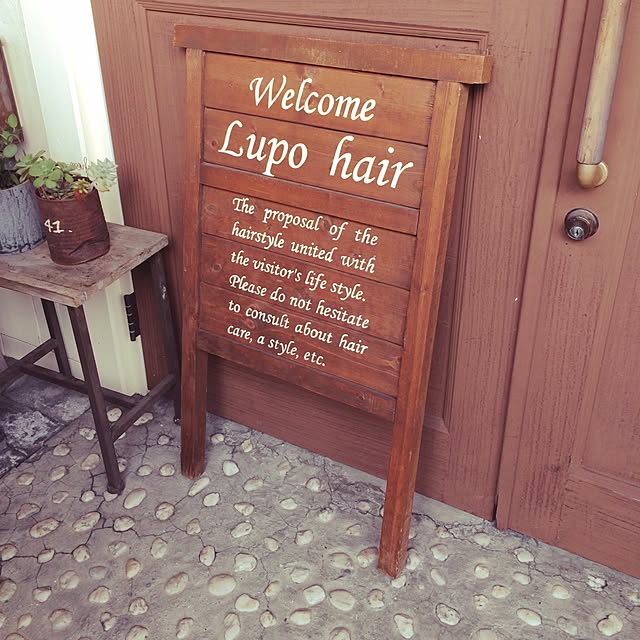 Welcome
Lupo hair
The proposal of the
hairstyle united with
the visitor's life style.
Please do not hesitate
to consult about hair
care, a style, etc.
41.